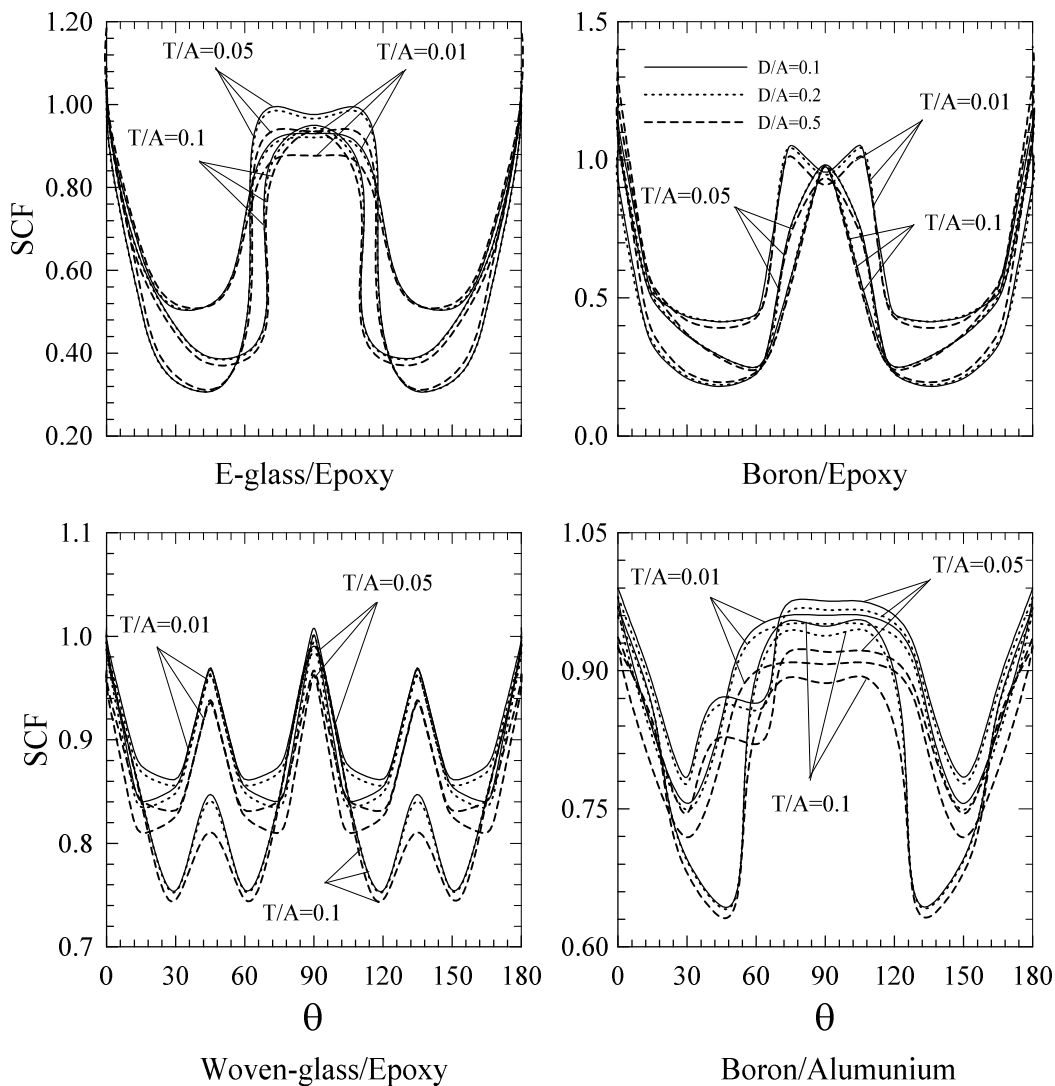 1.20
1.00
0.80
0.60
0.40
0.20
SCF
T/A=0.05
T/A=0.01
T/A=0.1
E-glass/Epoxy
1.5
1.0
0.5
0.0
D/A=0.1
D/A=0.2
D/A=0.5
T/A=0.01
T/A=0.05
T/A=0.1
Boron/Epoxy
1.1
1.0
0.9
0.8
0.7
SCF
T/A=0.05
T/A=0.01
T/A=0.1
0 30 60 90 120 150 180
θ
Woven-glass/Epoxy
1.05
0.90
0.75
0.60
T/A=0.01
T/A=0.05
T/A=0.1
0 30 60 90 120 150 180
θ
Boron/Alumunium